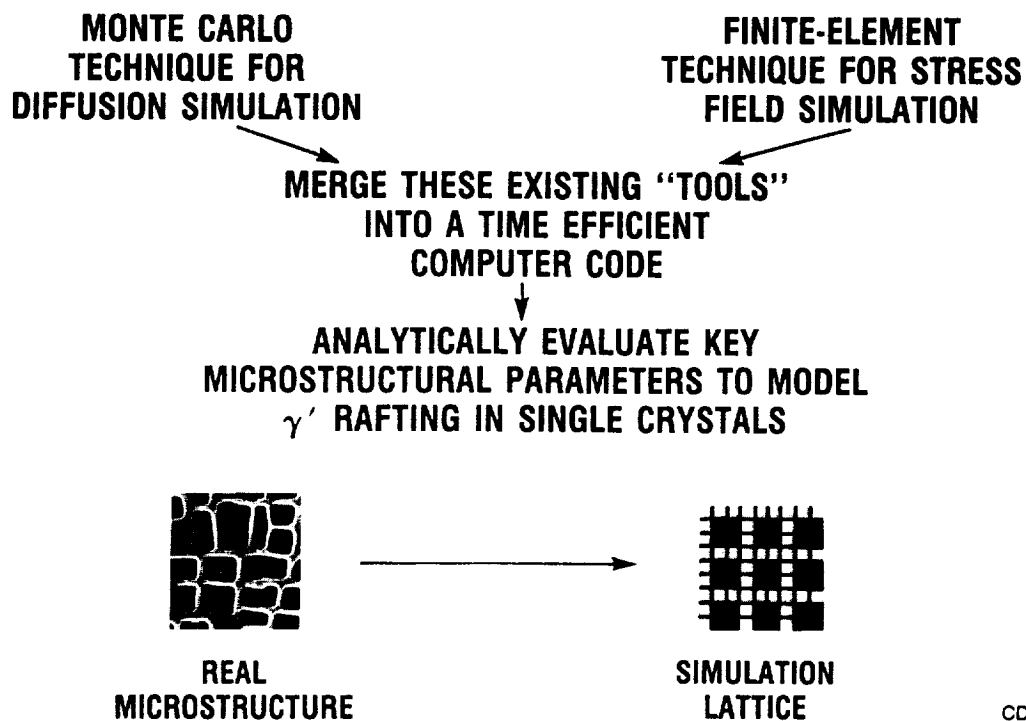 MONTE CARLO
TECHNIQUE FOR
DIFFUSION SIMULATION
FINITE-ELEMENT
TECHNIQUE FOR STRESS
FIELD SIMULATION
MERGE THESE EXISTING “TOOLS”
INTO A TIME EFFICIENT
COMPUTER CODE
ANALYTICALLY EVALUATE KEY
MICROSTRUCTURAL PARAMETERS TO MODEL
γ′ RAFTING IN SINGLE CRYSTALS
REAL
MICROSTRUCTURE
SIMULATION
LATTICE
CD